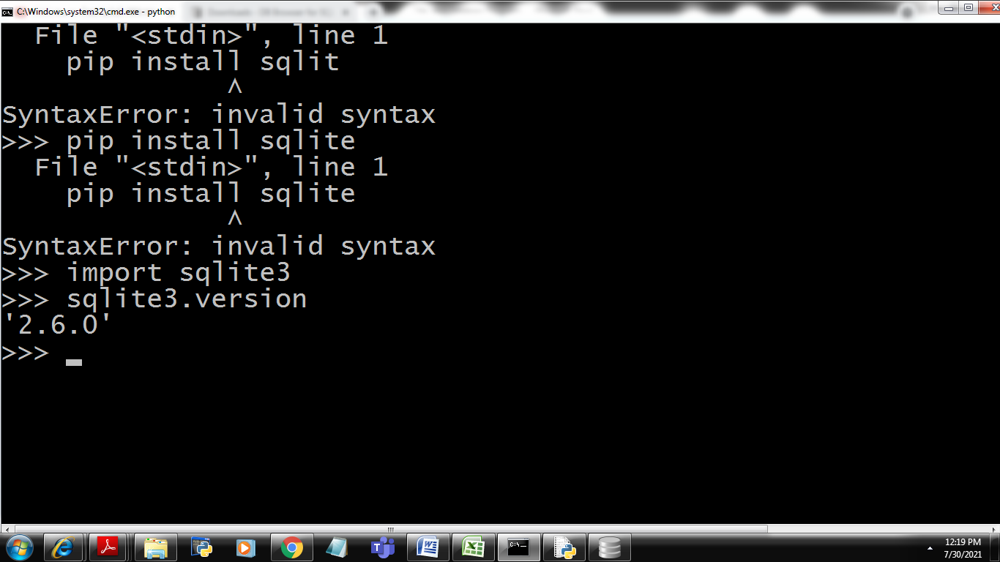 C:\Windows\system32\cmd.exe - python
File "<stdin>", line 1
pip install sqlit
^
SyntaxError: invalid syntax
>>> pip install sqlite
File "<stdin>", line 1
pip install sqlite
^
SyntaxError: invalid syntax
>>> import sqlite3
>>> sqlite3.version
'2.6.0'
>>>
12:19 PM
7/30/2021